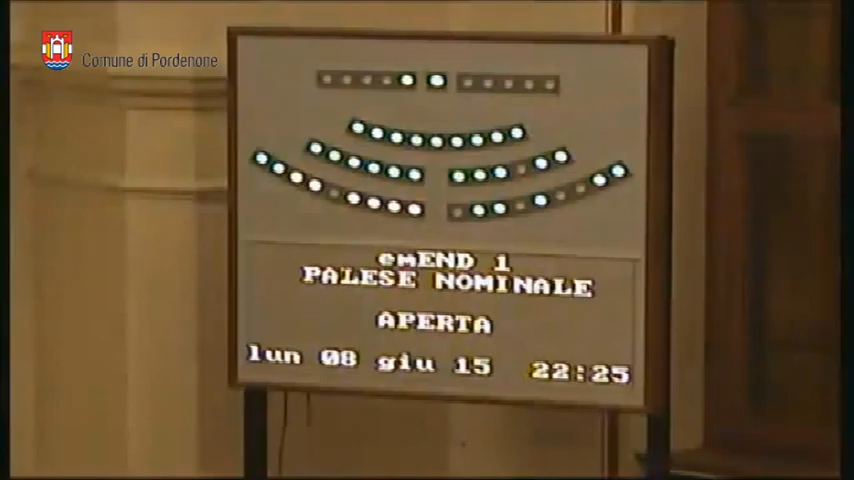 Comune di Pordenone
emEND 1
PALESE NOMINALE
APERTA
lun 08 giu 15 22:25